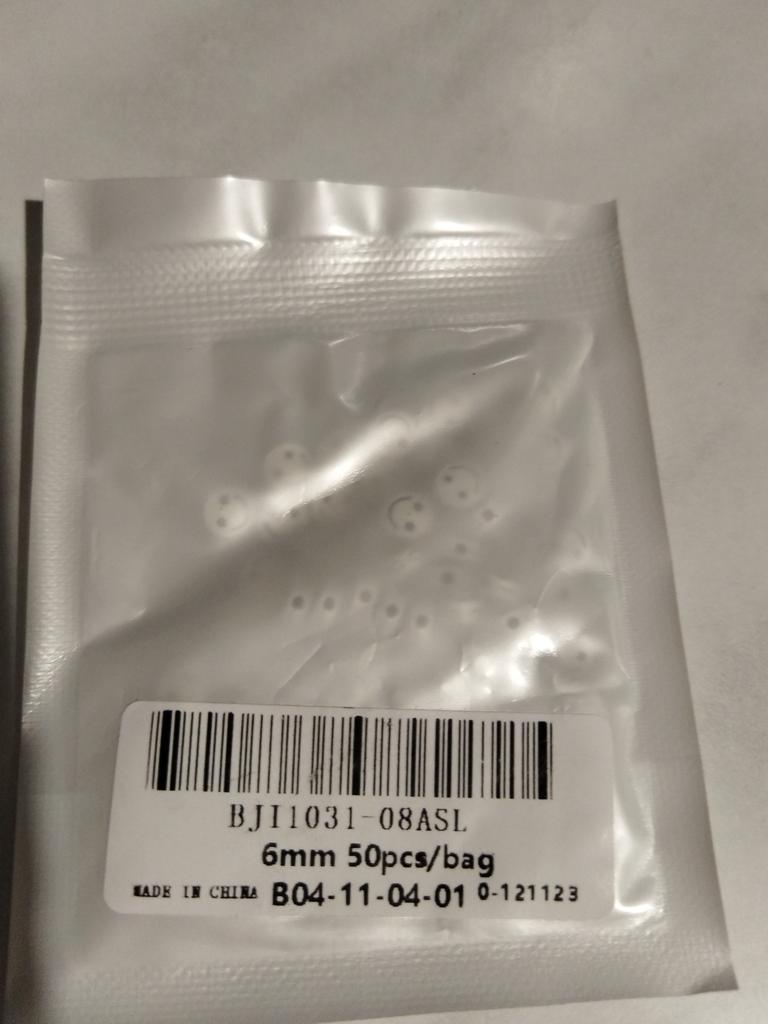 BJI1031-08ASL
6mm 50pcs/bag
MADE IN CHINA B04-11-04-01 0-121123